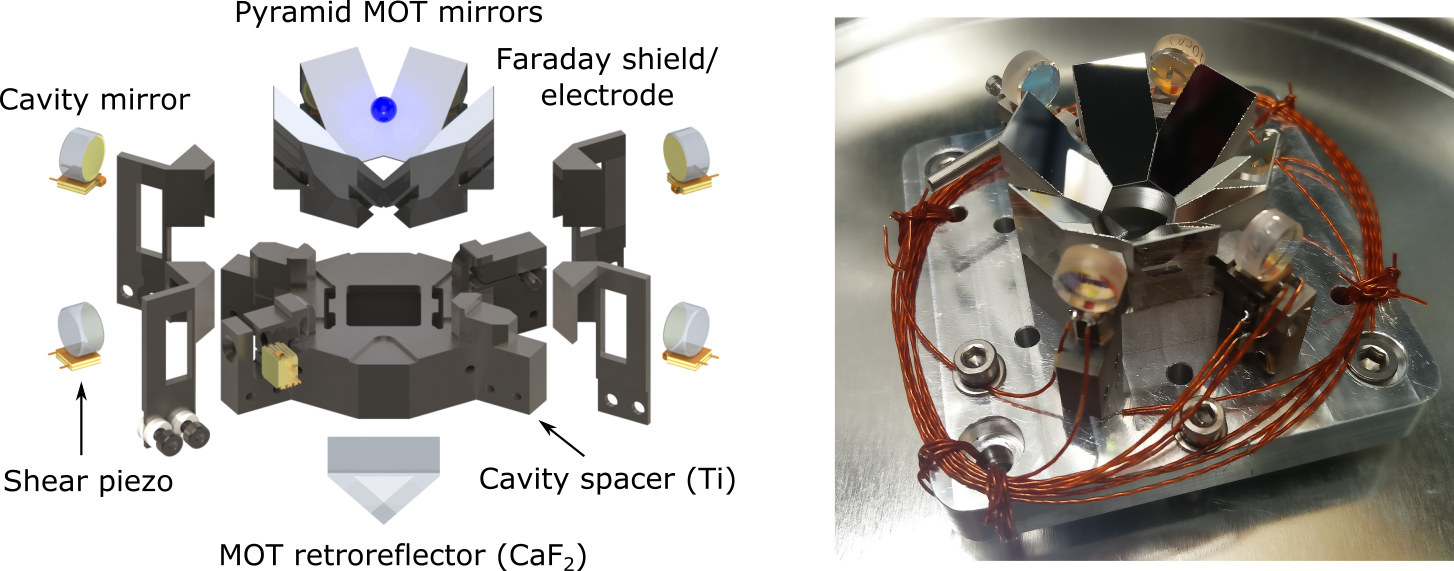 Pyramid MOT mirrors
Faraday shield/
electrode
Cavity mirror
Shear piezo
Cavity spacer (Ti)
MOT retroreflector (CaF₂)